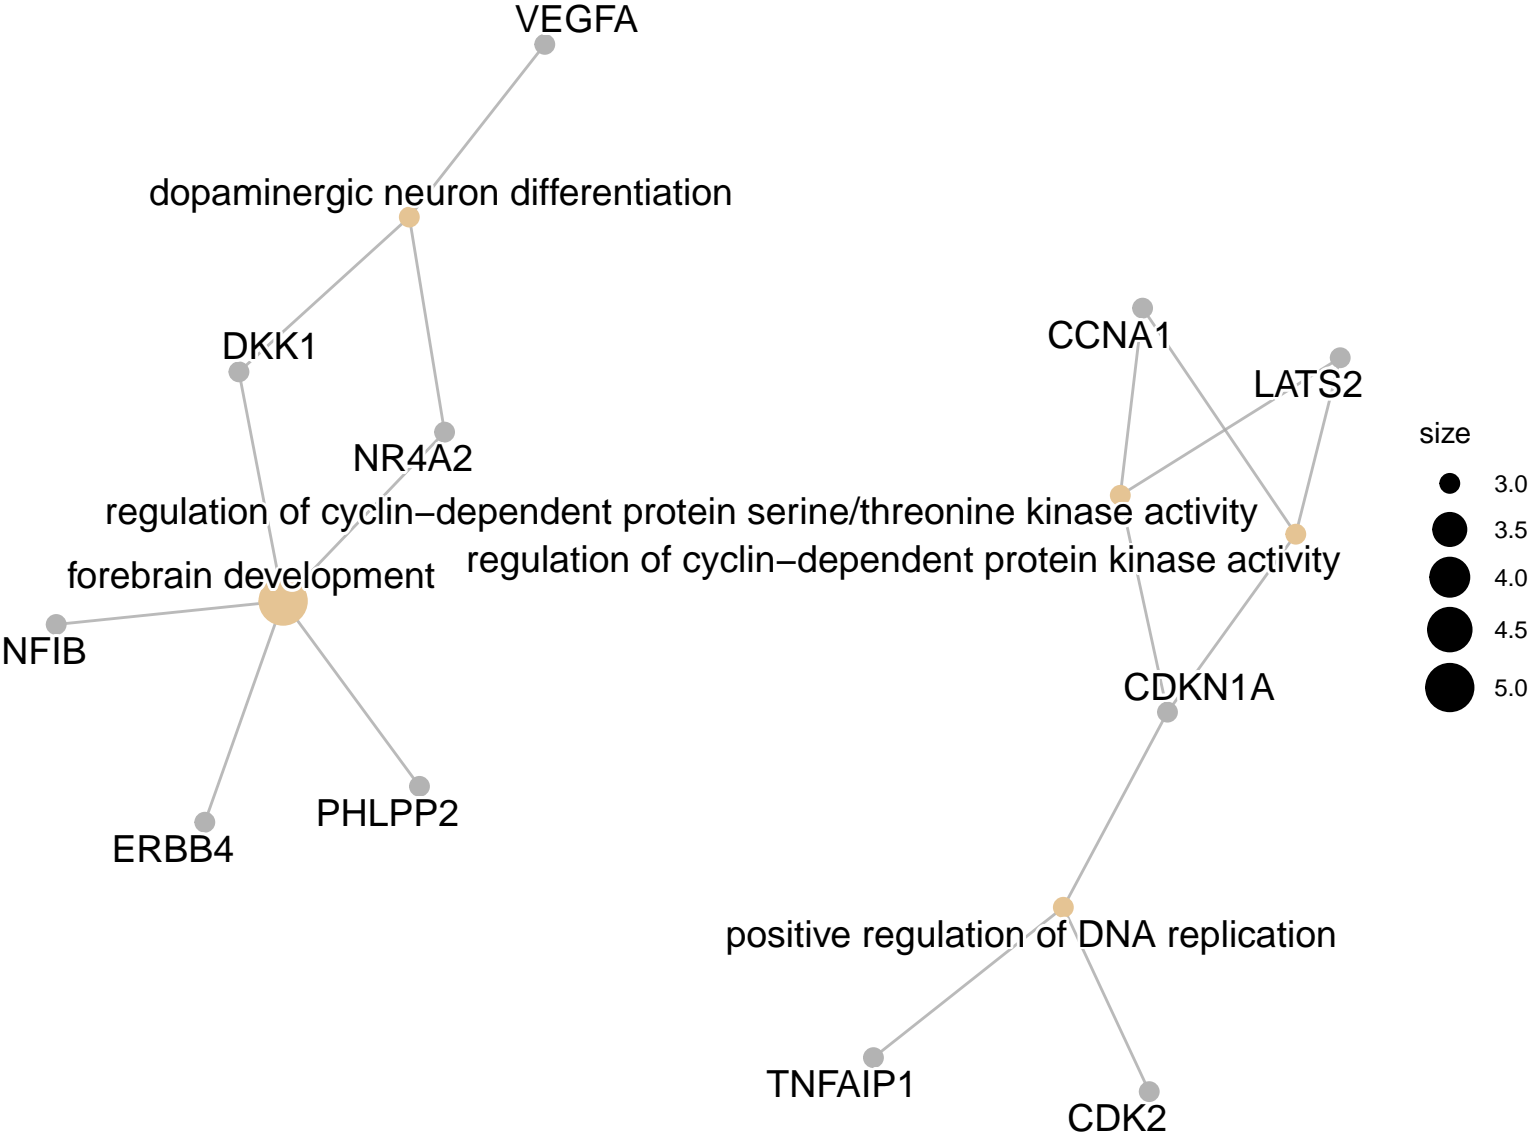 VEGFA
dopaminergic neuron differentiation
CCNA1
DKK1
LATS2
size
NR4A2
3.0
regulation of cyclin−dependent protein serine/threonine kinase activity
3.5
regulation of cyclin−dependent protein kinase activity
forebrain development
4.0
4.5
NFIB
CDKN1A
5.0
PHLPP2
ERBB4
positive regulation of DNA replication
TNFAIP1
CDK2